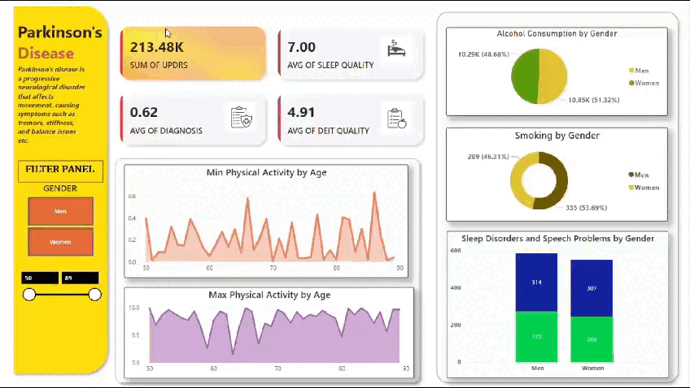 Parkinson's
Disease
Parkinson's disease is
a progressive
neurological disorder
that affects
movement, causing
symptoms such as
tremors, stiffness,
and balance issues
etc.
FILTER PANEL
GENDER
Men
Women
50 89
213.48K
SUM OF UPDRS
7.00
AVG OF SLEEP QUALITY
0.62
AVG OF DIAGNOSIS
4.91
AVG OF DEIT QUALITY
Min Physical Activity by Age
0.6
0.4
0.2
0.0
50 60 70 80 90
Max Physical Activity by Age
10.0
9.5
9.0
50 60 70 80 90
Alcohol Consumption by Gender
10.29K (48.68%)
10.85K (51.32%)
Men
Women
Smoking by Gender
289 (46.31%)
335 (53.69%)
Men
Women
Sleep Disorders and Speech Problems by Gender
600
400
200
0
314
307
Men
Women